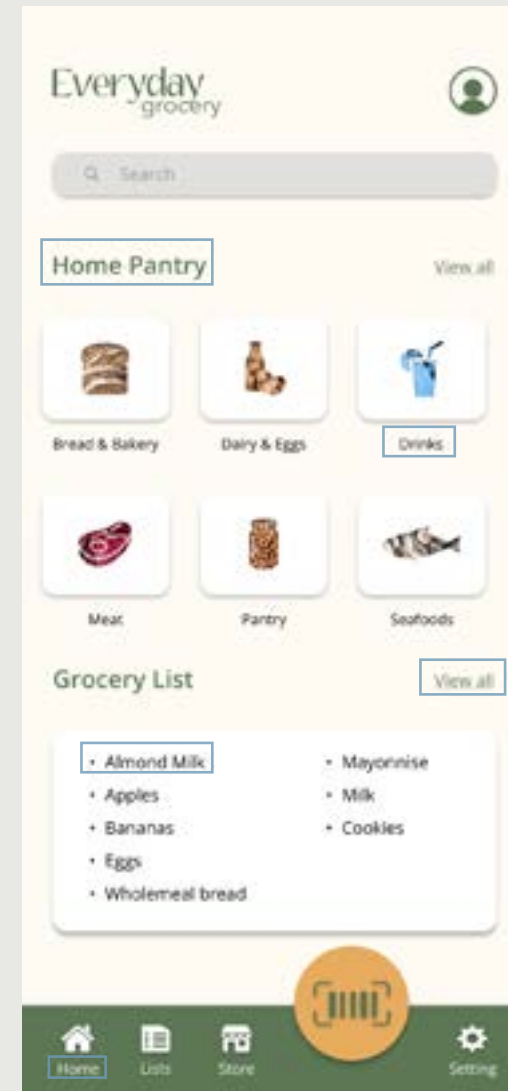 Everyday
grocery
Search
Home Pantry View all
Bread & Bakery Dairy & Eggs Drinks
Meat Pantry Seafoods
Grocery List View all
• Almond Milk • Mayonnise
• Apples • Milk
• Bananas • Cookies
• Eggs
• Wholemeal bread
Home Lists Store Setting